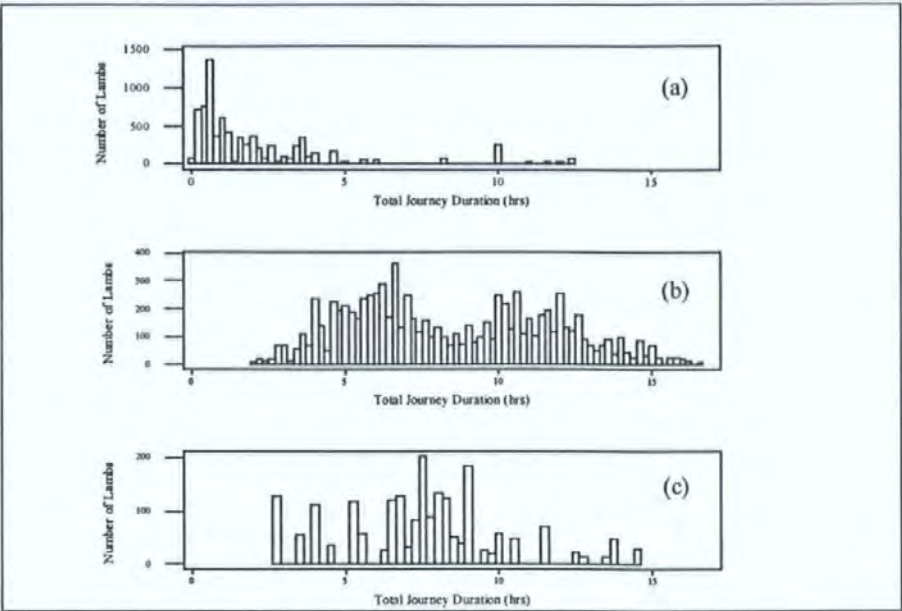 1500
1000
500
0
Number of Lambs
(a)
0 5 10 15
Total Journey Duration (hrs)
400
300
200
100
0
Number of Lambs
(b)
0 5 10 15
Total Journey Duration (hrs)
200
100
0
Number of Lambs
(c)
0 5 10 15
Total Journey Duration (hrs)